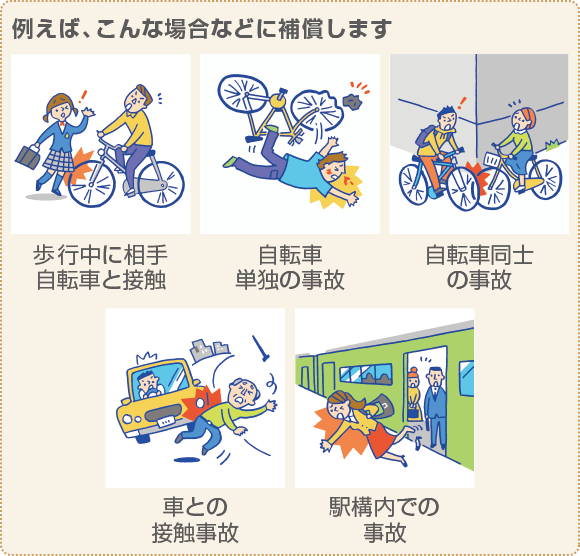 例えば、こんな場合などに補償します
歩行中に相手
自転車と接触
自転車
単独の事故
自転車同士
の事故
車との
接触事故
駅構内での
事故